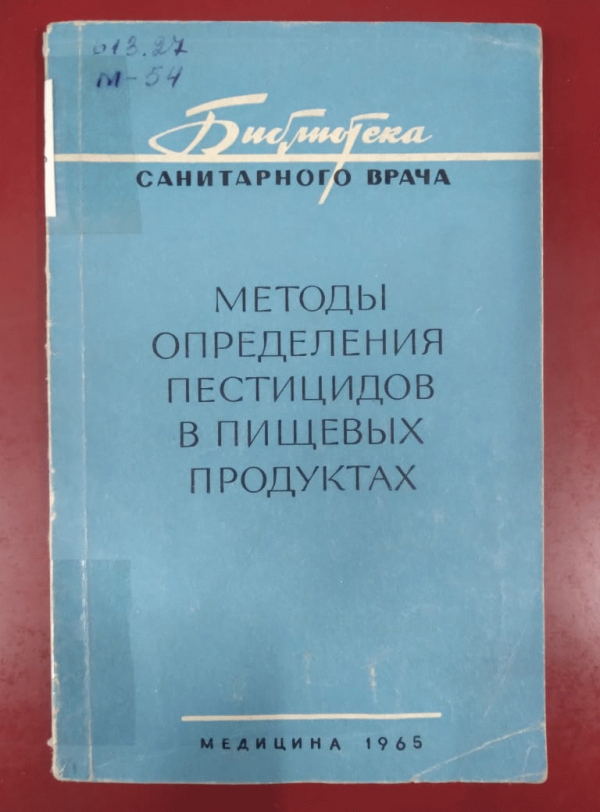 613.27
М-54
Библиотека
САНИТАРНОГО ВРАЧА
МЕТОДЫ
ОПРЕДЕЛЕНИЯ
ПЕСТИЦИДОВ
В ПИЩЕВЫХ
ПРОДУКТАХ
МЕДИЦИНА 1965